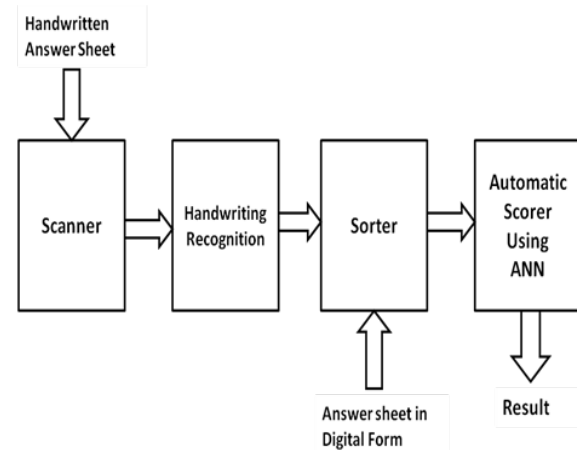 Handwritten
Answer Sheet
Scanner
Handwriting
Recognition
Sorter
Automatic
Scorer
Using
ANN
Answer sheet in
Digital Form
Result